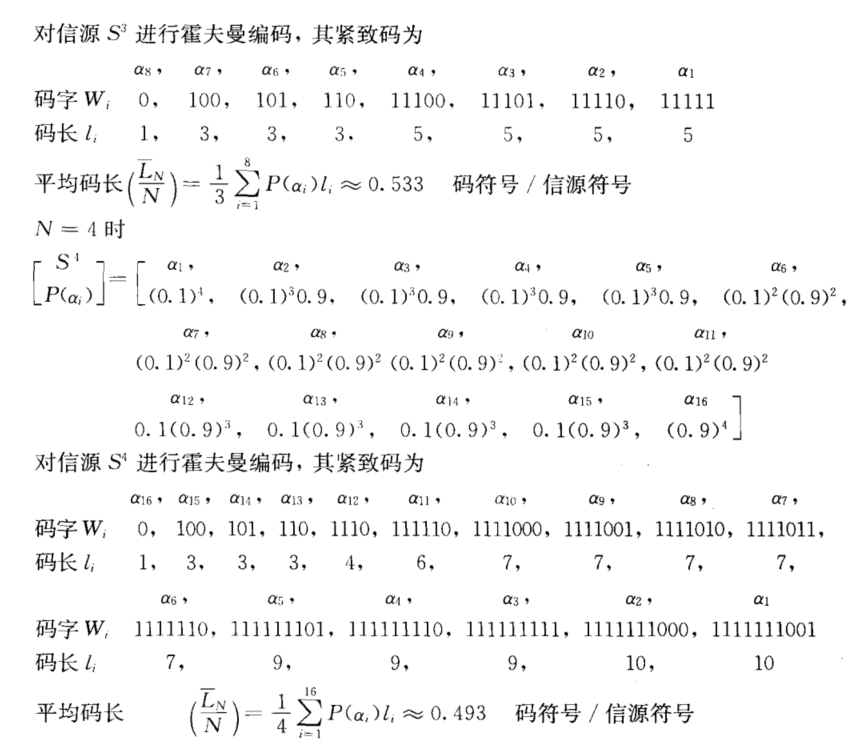 对信源 S³ 进行霍夫曼编码，其紧致码为
α₈， α₇， α₆， α₅， α₄， α₃， α₂， α₁
码字 Wᵢ 0， 100， 101， 110， 11100， 11101， 11110， 11111
码长 lᵢ 1， 3， 3， 3， 5， 5， 5， 5
平均码长(L̄_N/N) = 1/3 ∑_{i=1}^{8} P(αᵢ)lᵢ ≈ 0.533 码符号/信源符号
N = 4 时
[S⁴ P(αᵢ)] = [α₁， α₂， α₃， α₄， α₅， α₆，
(0.1)⁴， (0.1)³0.9， (0.1)³0.9， (0.1)³0.9， (0.1)³0.9， (0.1)²(0.9)²，
α₇， α₈， α₉， α₁₀ α₁₁，
(0.1)²(0.9)²，(0.1)²(0.9)² (0.1)²(0.9)²，(0.1)²(0.9)²，(0.1)²(0.9)²
α₁₂， α₁₃， α₁₄， α₁₅， α₁₆
0.1(0.9)³， 0.1(0.9)³， 0.1(0.9)³， 0.1(0.9)³， (0.9)⁴]
对信源 S⁴ 进行霍夫曼编码，其紧致码为
α₁₆， α₁₅， α₁₄， α₁₃， α₁₂， α₁₁， α₁₀， α₉， α₈， α₇，
码字 Wᵢ 0， 100， 101， 110， 1110， 111110， 1111000， 1111001， 1111010， 1111011，
码长 lᵢ 1， 3， 3， 3， 4， 6， 7， 7， 7， 7，
α₆， α₅， α₄， α₃， α₂， α₁
码字 Wᵢ 1111110， 111111101， 111111110， 111111111， 1111111000， 1111111001
码长 lᵢ 7， 9， 9， 9， 10， 10
平均码长 (L̄_N/N) = 1/4 ∑_{i=1}^{16} P(αᵢ)lᵢ ≈ 0.493 码符号/信源符号